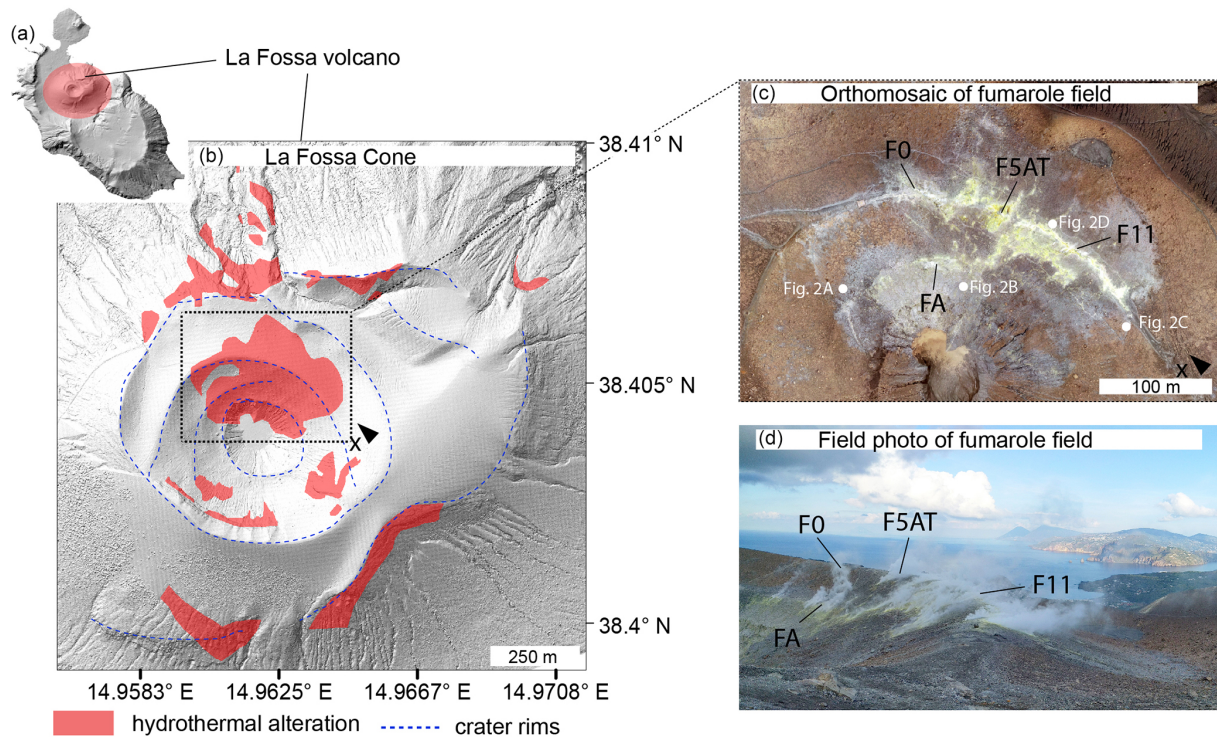 (a)
La Fossa volcano
(b) La Fossa Cone
38.41° N
38.405° N
38.4° N
x
250 m
14.9583° E 14.9625° E 14.9667° E 14.9708° E
hydrothermal alteration crater rims
(c) Orthomosaic of fumarole field
F0
F5AT
Fig. 2D
F11
Fig. 2A
FA
Fig. 2B
Fig. 2C
x
100 m
(d) Field photo of fumarole field
F0
F5AT
F11
FA